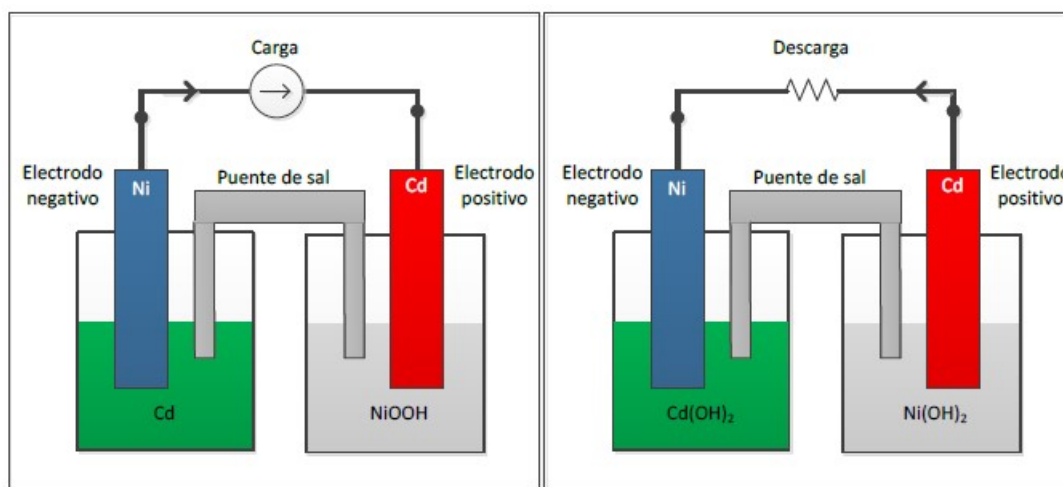 Carga
Electrodo
negativo
Ni
Puente de sal
Cd
Electrodo
positivo
Cd
NiOOH
Descarga
Electrodo
negativo
Ni
Puente de sal
Cd
Electrodo
positivo
Cd(OH)₂
Ni(OH)₂